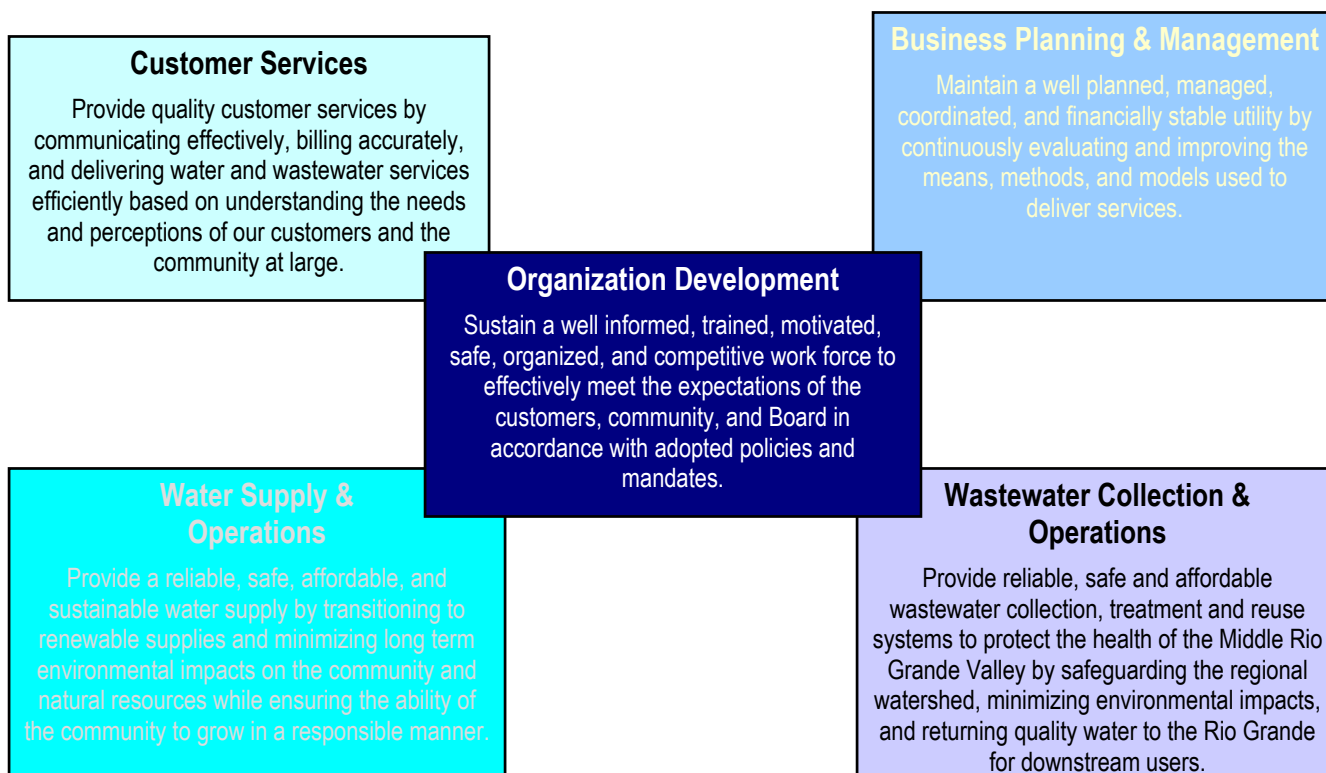 Customer Services
Provide quality customer services by
communicating effectively, billing accurately,
and delivering water and wastewater services
efficiently based on understanding the needs
and perceptions of our customers and the
community at large.
Business Planning & Management
Maintain a well planned, managed,
coordinated, and financially stable utility by
continuously evaluating and improving the
means, methods, and models used to
deliver services.
Organization Development
Sustain a well informed, trained, motivated,
safe, organized, and competitive work force to
effectively meet the expectations of the
customers, community, and Board in
accordance with adopted policies and
mandates.
Water Supply &
Operations
Provide a reliable, safe, affordable, and
sustainable water supply by transitioning to
renewable supplies and minimizing long term
environmental impacts on the community and
natural resources while ensuring the ability of
the community to grow in a responsible manner.
Wastewater Collection &
Operations
Provide reliable, safe and affordable
wastewater collection, treatment and reuse
systems to protect the health of the Middle Rio
Grande Valley by safeguarding the regional
watershed, minimizing environmental impacts,
and returning quality water to the Rio Grande
for downstream users.